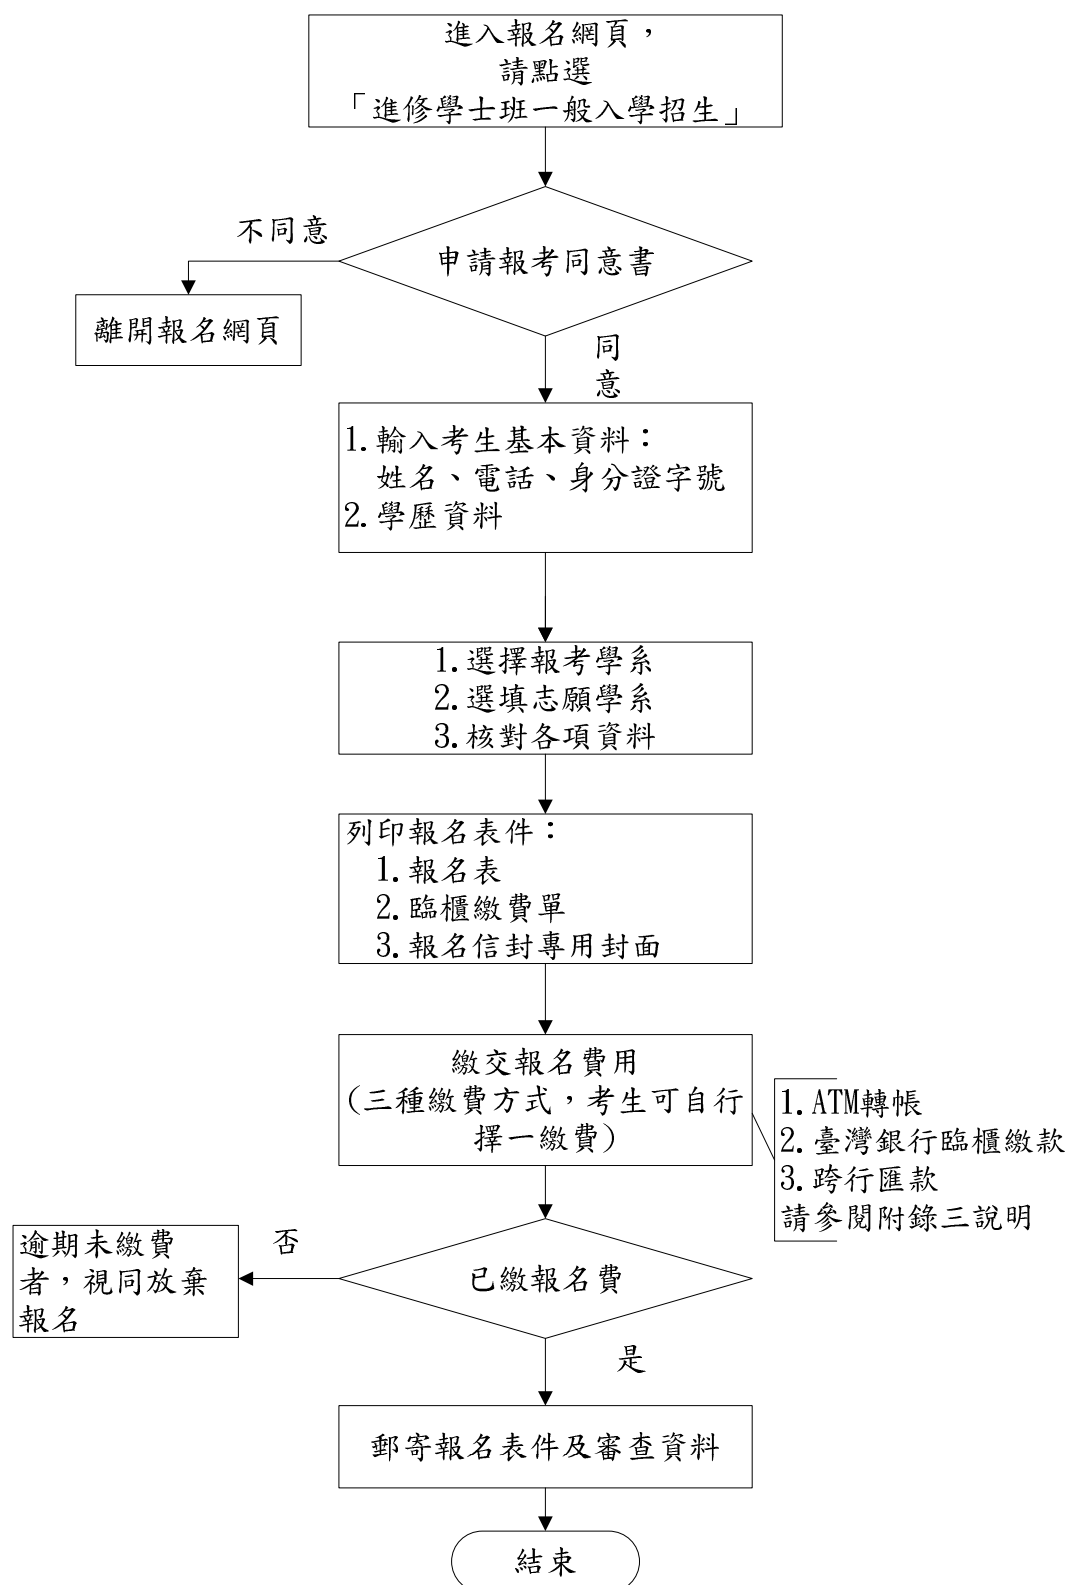 進入報名網頁，
請點選
「進修學士班一般入學招生」
不同意
申請報考同意書
離開報名網頁
同
意
1.輸入考生基本資料：
姓名、電話、身分證字號
2.學歷資料
1.選擇報考學系
2.選填志願學系
3.核對各項資料
列印報名表件：
1.報名表
2.臨櫃繳費單
3.報名信封專用封面
繳交報名費用
(三種繳費方式，考生可自行
擇一繳費)
1.ATM轉帳
2.臺灣銀行臨櫃繳款
3.跨行匯款
請參閱附錄三說明
逾期未繳費
者，視同放棄
報名
否
已繳報名費
是
郵寄報名表件及審查資料
結束